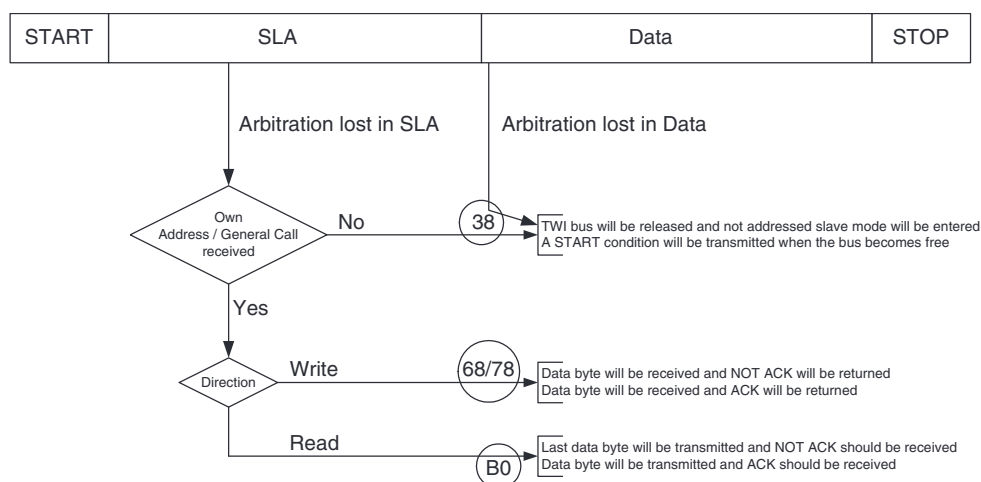 START SLA Data STOP
Arbitration lost in SLA Arbitration lost in Data
Own
Address / General Call
received
No
38
TWI bus will be released and not addressed slave mode will be entered
A START condition will be transmitted when the bus becomes free
Yes
Direction
Write
68/78
Data byte will be received and NOT ACK will be returned
Data byte will be received and ACK will be returned
Read
B0
Last data byte will be transmitted and NOT ACK should be received
Data byte will be transmitted and ACK should be received